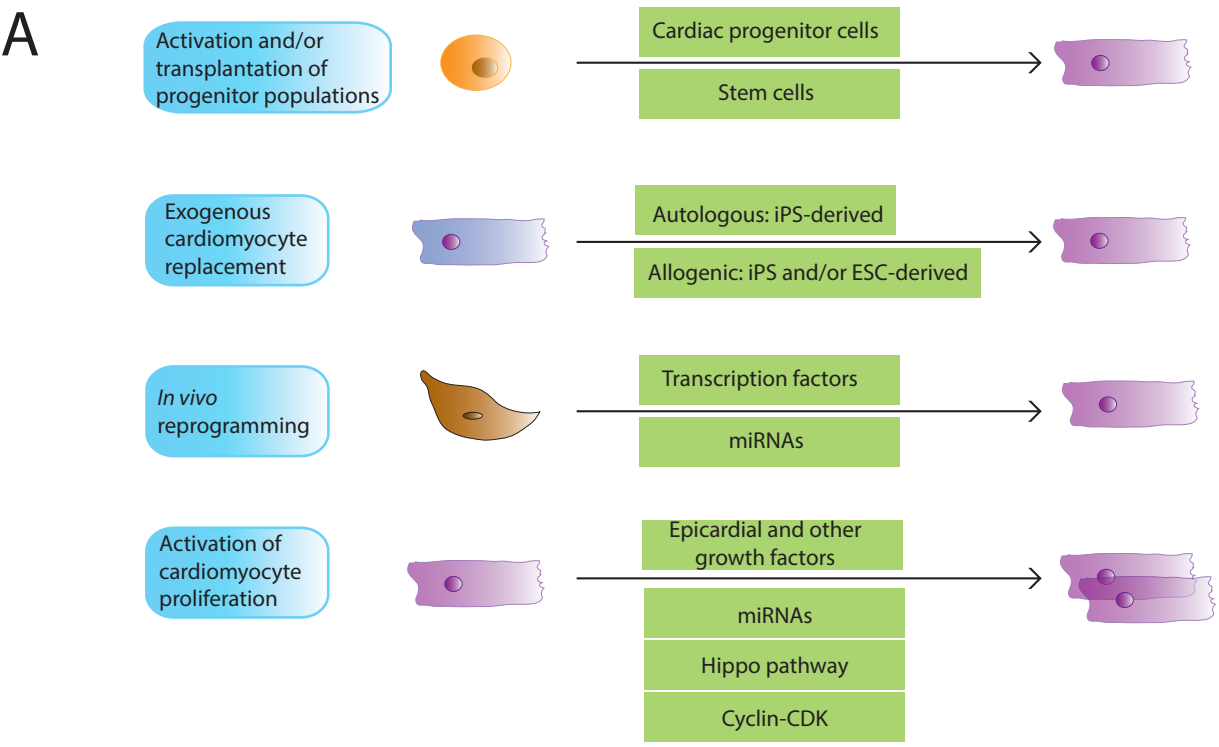 A
Activation and/or
transplantation of
progenitor populations
Cardiac progenitor cells
Stem cells
Exogenous
cardiomyocyte
replacement
Autologous: iPS-derived
Allogenic: iPS and/or ESC-derived
In vivo
reprogramming
Transcription factors
miRNAs
Activation of
cardiomyocyte
proliferation
Epicardial and other
growth factors
miRNAs
Hippo pathway
Cyclin-CDK